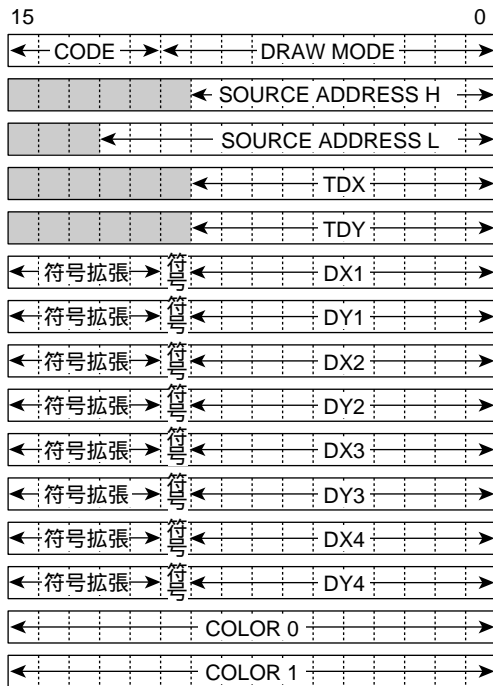 15 0
CODE DRAW MODE
SOURCE ADDRESS H
SOURCE ADDRESS L
TDX
TDY
符号拡張 符号 DX1
符号拡張 符号 DY1
符号拡張 符号 DX2
符号拡張 符号 DY2
符号拡張 符号 DX3
符号拡張 符号 DY3
符号拡張 符号 DX4
符号拡張 符号 DY4
COLOR 0
COLOR 1